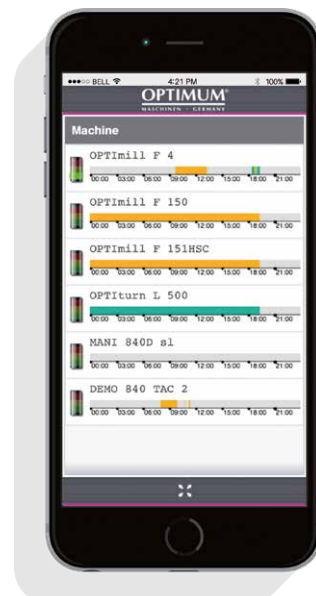 ●●●○○ BELL 4:21 PM 100%
OPTIMUM®
MASCHINEN - GERMANY
Machine
OPTImill F 4
00:00 03:00 06:00 09:00 12:00 15:00 18:00 21:00
OPTImill F 150
00:00 03:00 06:00 09:00 12:00 15:00 18:00 21:00
OPTImill F 151HSC
00:00 03:00 06:00 09:00 12:00 15:00 18:00 21:00
OPTIturn L 500
00:00 03:00 06:00 09:00 12:00 15:00 18:00 21:00
MANI 840D sl
00:00 03:00 06:00 09:00 12:00 15:00 18:00 21:00
DEMO 840 TAC 2
00:00 03:00 06:00 09:00 12:00 15:00 18:00 21:00